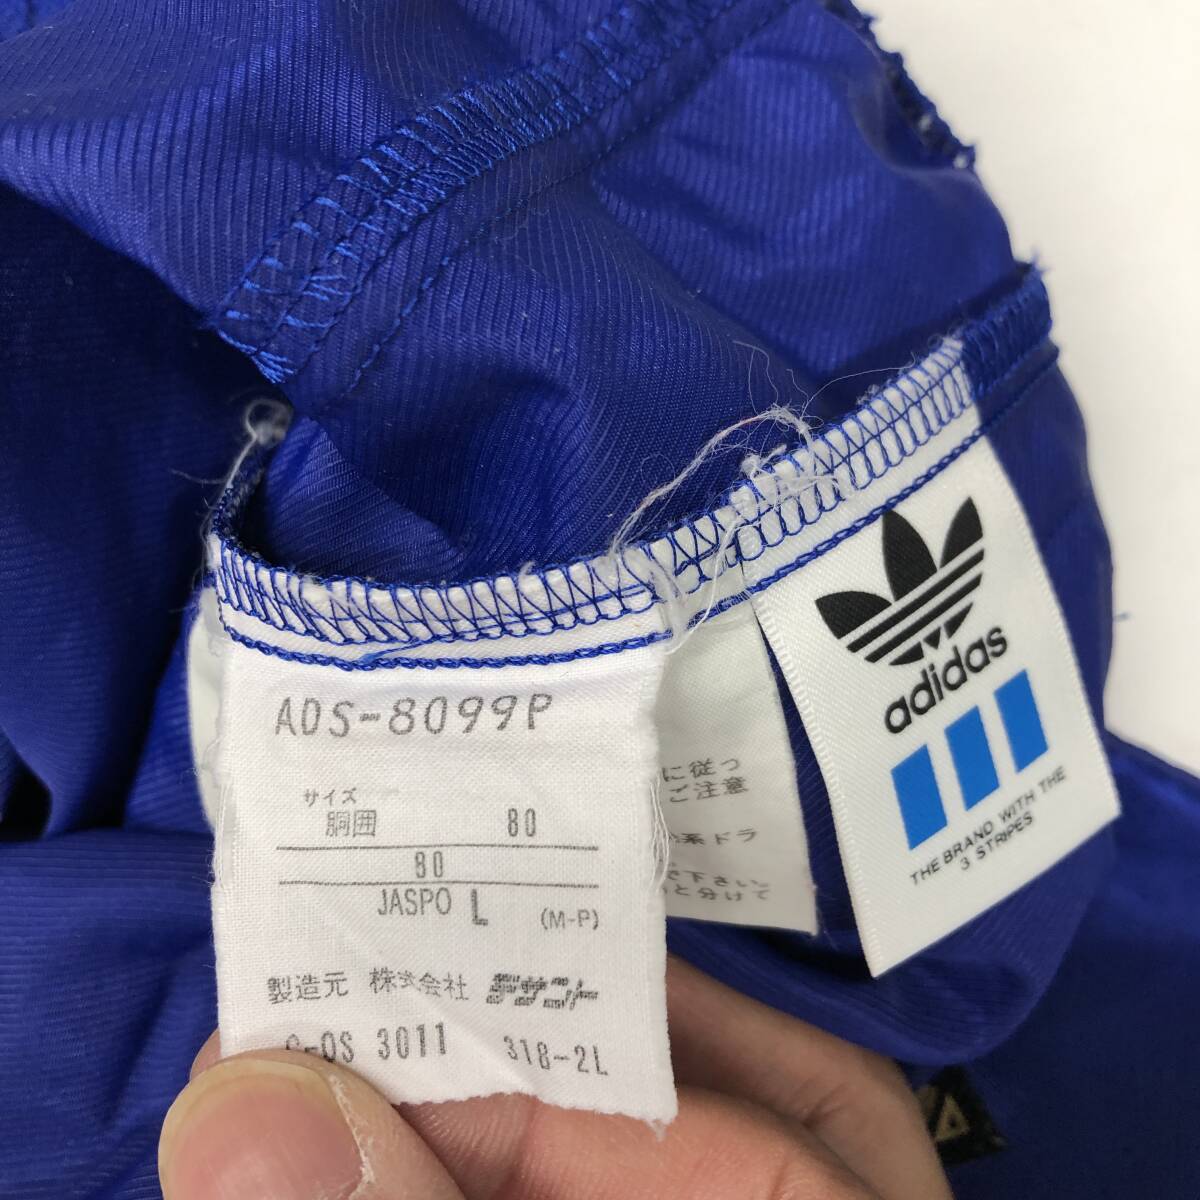 ADS-8099P
サイズ
胴囲 80
80
JASPO L (M-P)
製造元 株式会社 デサント
-QS 3011 318-2L
に従っ
ご注意
系ドラ
下さい
と分けて
adidas
THE BRAND WITH THE
3 STRIPES